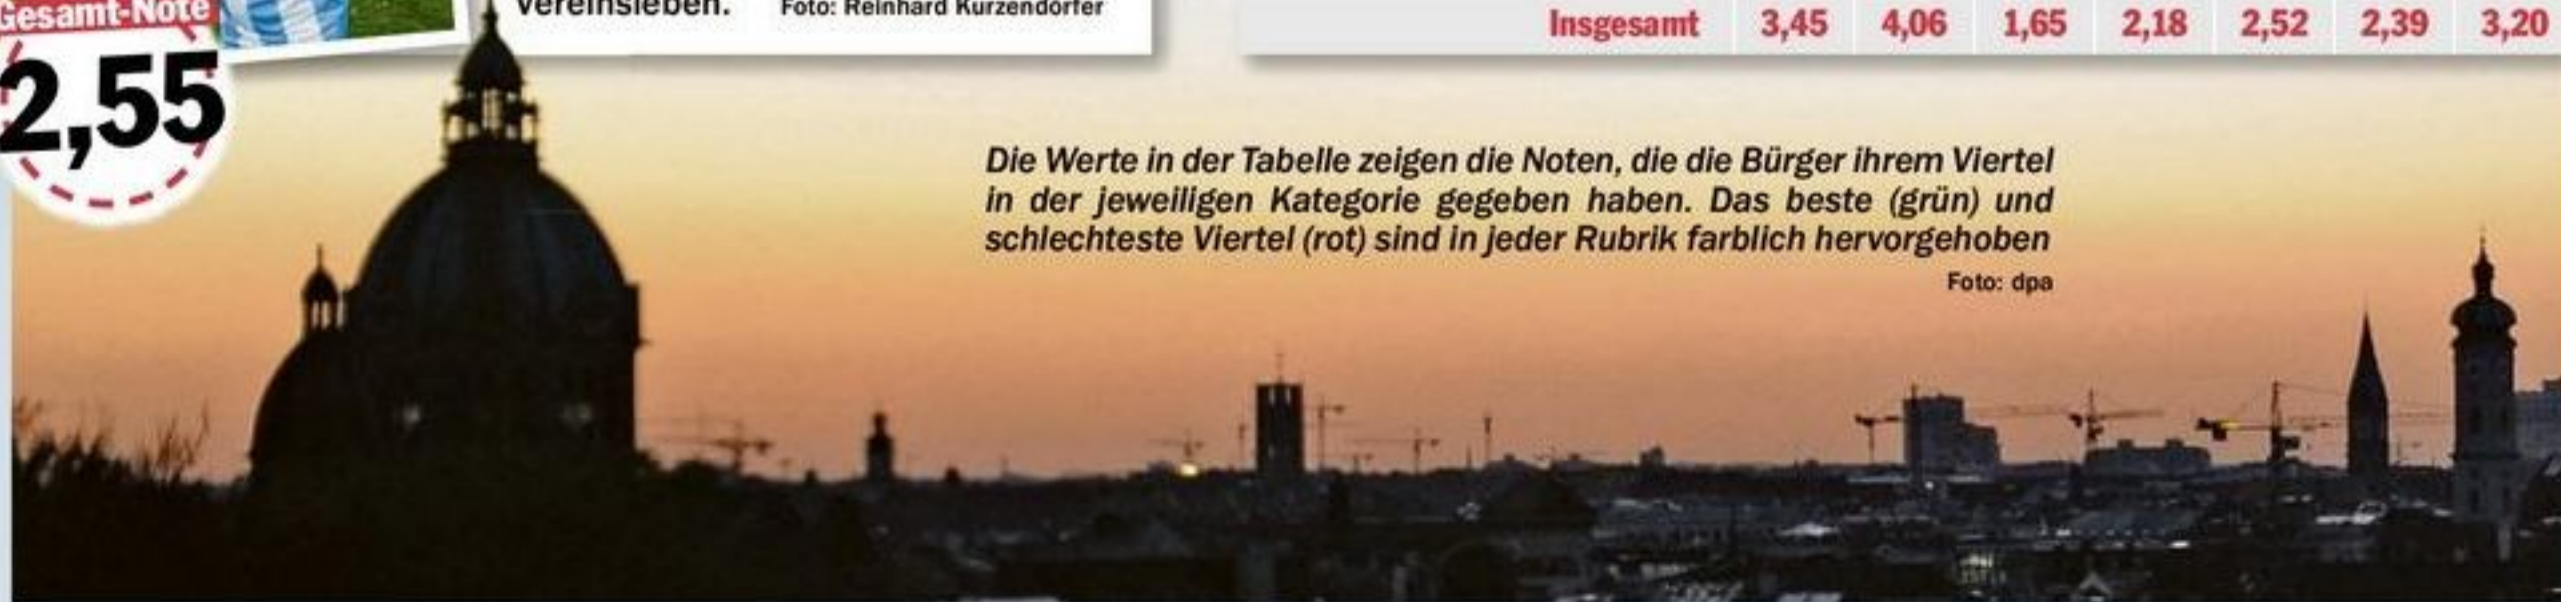 Gesamt-Note
2,55
Vereinsleben.
Foto: Reinhard Kurzendörfer
Insgesamt 3,45 4,06 1,65 2,18 2,52 2,39 3,20
Die Werte in der Tabelle zeigen die Noten, die die Bürger ihrem Viertel
in der jeweiligen Kategorie gegeben haben. Das beste (grün) und
schlechteste Viertel (rot) sind in jeder Rubrik farblich hervorgehoben
Foto: dpa